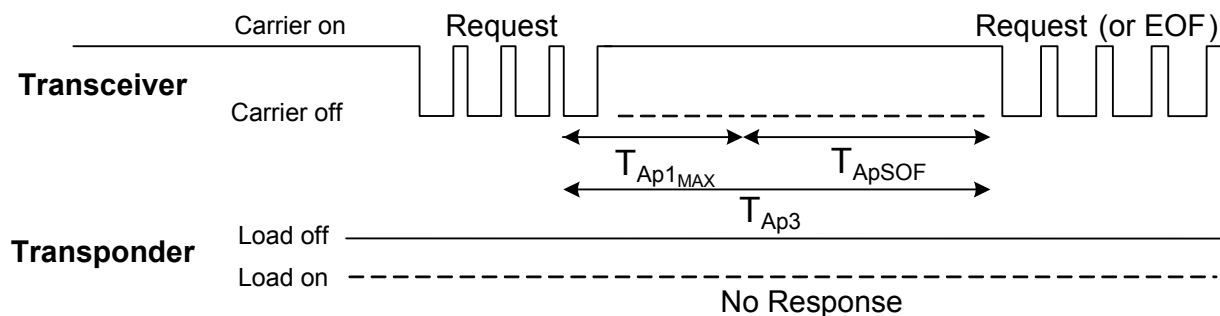 Carrier on
Request
Request (or EOF)
Transceiver
Carrier off
TAp1MAX
TApSOF
TAp3
Load off
Transponder
Load on
No Response